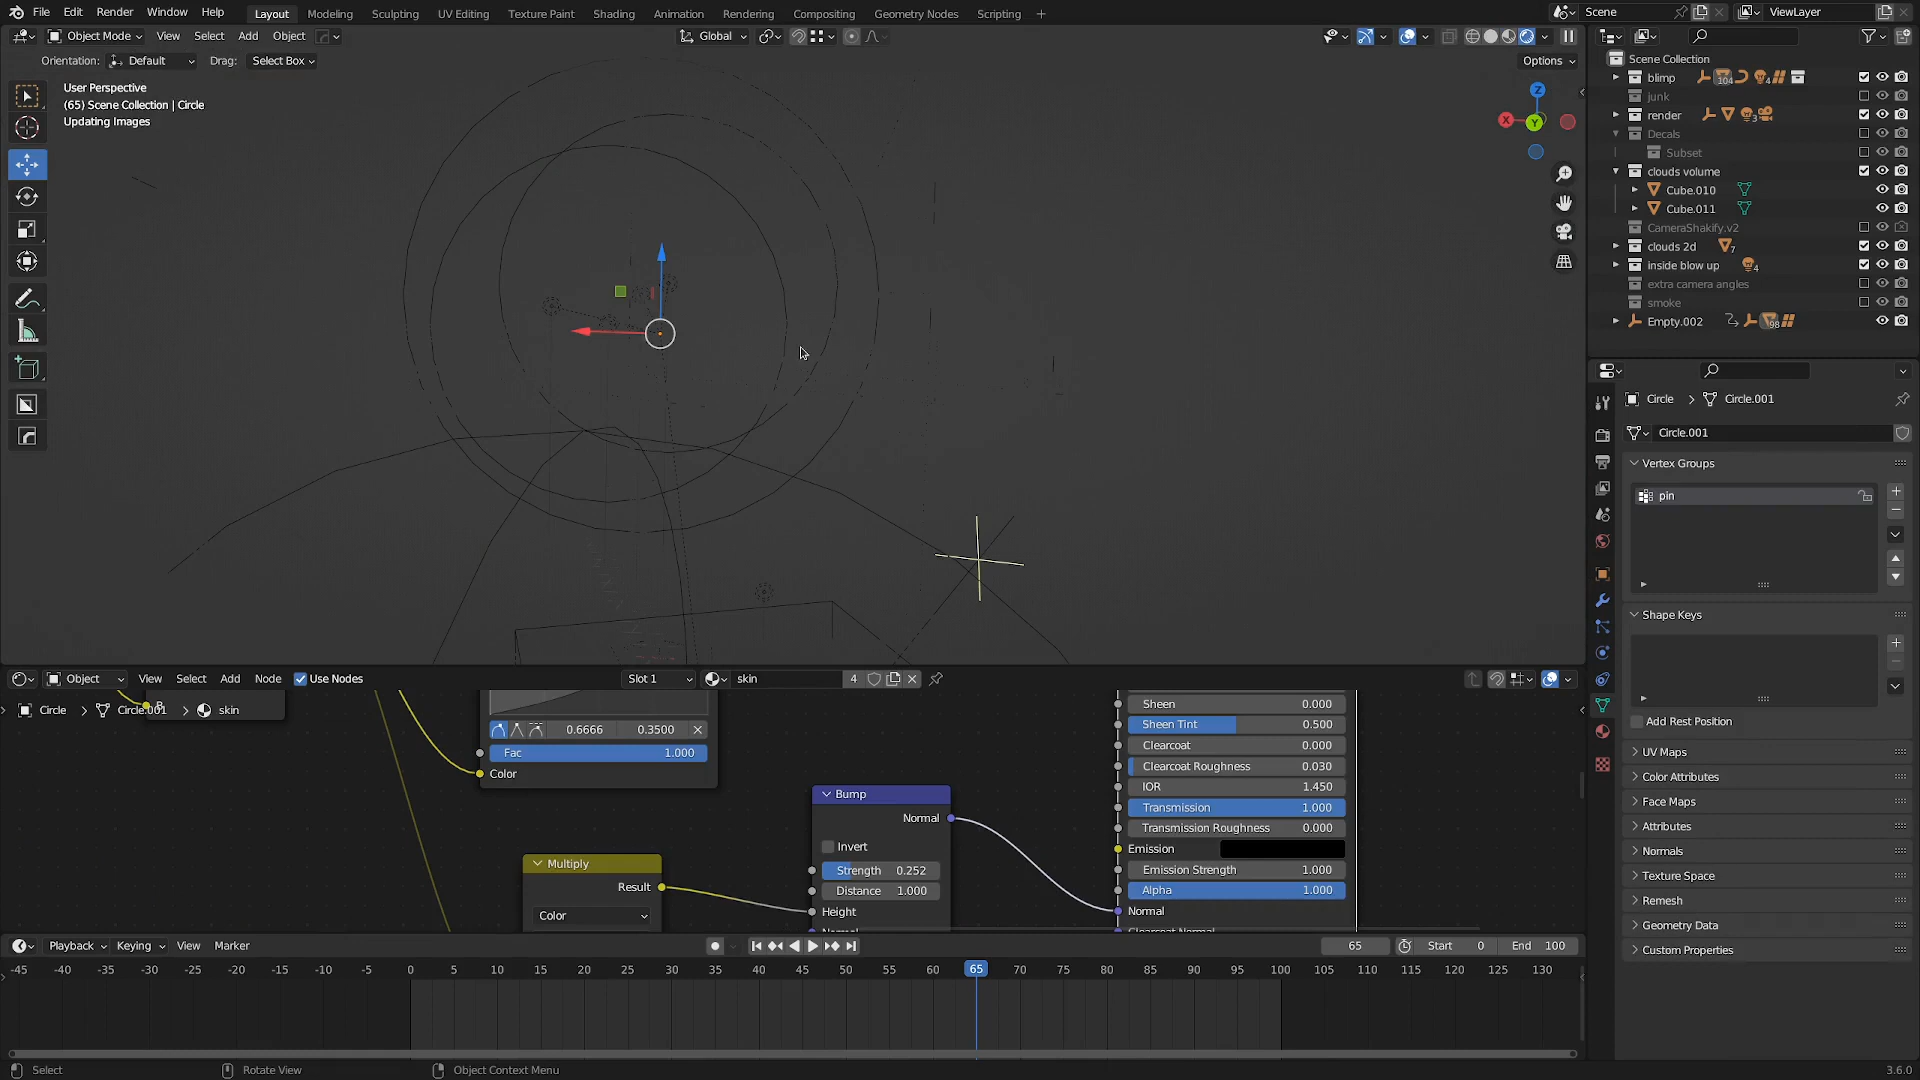 File Edit Render Window Help Layout Modeling Sculpting UV Editing Texture Paint Shading Animation Rendering Compositing Geometry Nodes Scripting + Scene ViewLayer
Object Mode View Select Add Object Global
Orientation: Default Drag: Select Box Options
User Perspective
(65) Scene Collection | Circle
Updating Images
Z
X
Y
Scene Collection
blimp 104 4
junk
render 3
Decals
Subset
clouds volume
Cube.010
Cube.011
CameraShakify.v2
clouds 2d 7
inside blow up 4
extra camera angles
smoke
Empty.002 98
Circle > Circle.001
Circle.001
Vertex Groups
pin
Shape Keys
Add Rest Position
UV Maps
Color Attributes
Face Maps
Attributes
Normals
Texture Space
Remesh
Geometry Data
Custom Properties
Object View Select Add Node Use Nodes Slot 1 skin 4
Circle > Circle.001 > skin
0.6666 0.3500
Fac 1.000
Color
Bump
Normal
Invert
Strength 0.252
Distance 1.000
Height
Multiply
Result
Color
Sheen 0.000
Sheen Tint 0.500
Clearcoat 0.000
Clearcoat Roughness 0.030
IOR 1.450
Transmission 1.000
Transmission Roughness 0.000
Emission
Emission Strength 1.000
Alpha 1.000
Normal
Clearcoat Normal
Playback Keying View Marker 65 Start 0 End 100
-45 -40 -35 -30 -25 -20 -15 -10 -5 0 5 10 15 20 25 30 35 40 45 50 55 60 65 70 75 80 85 90 95 100 105 110 115 120 125 130
Select Rotate View Object Context Menu 3.6.0